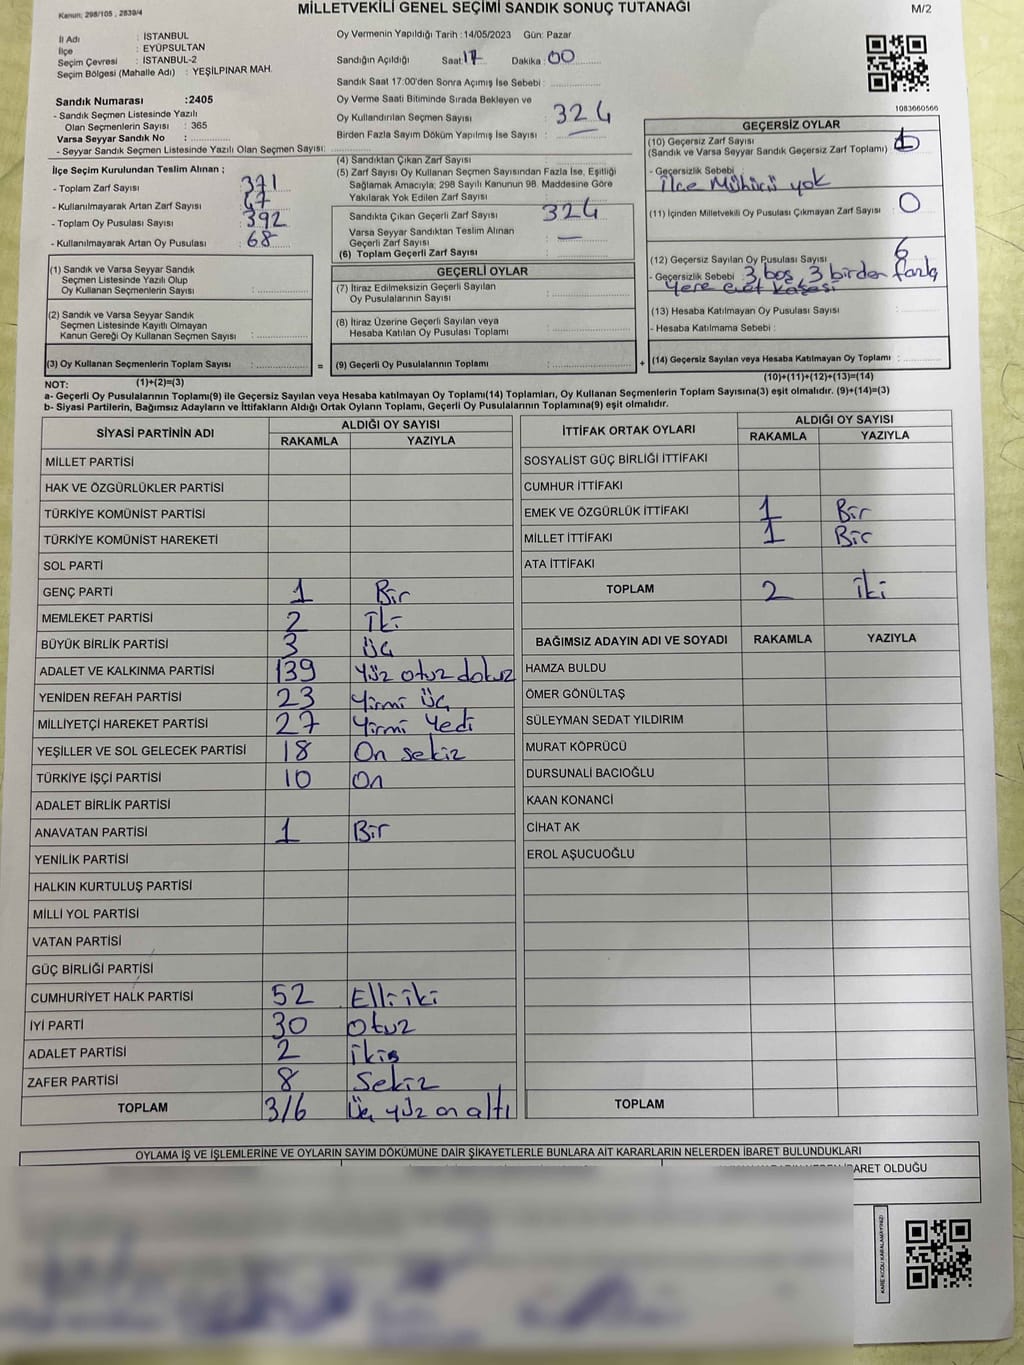 Kanun; 298/105 , 2839/4
MİLLETVEKİLİ GENEL SEÇİMİ SANDIK SONUÇ TUTANAĞI
M/2
İl Adı : İSTANBUL
İlçe : EYÜPSULTAN
Seçim Çevresi : İSTANBUL-2
Seçim Bölgesi (Mahalle Adı) : YEŞİLPINAR MAH.
Sandık Numarası :2405
- Sandık Seçmen Listesinde Yazılı
Olan Seçmenlerin Sayısı : 365
Varsa Seyyar Sandık No :
- Seyyar Sandık Seçmen Listesinde Yazılı Olan Seçmen Sayısı:
İlçe Seçim Kurulundan Teslim Alınan ;
- Toplam Zarf Sayısı : 371
- Kullanılmayarak Artan Zarf Sayısı : 47
- Toplam Oy Pusulası Sayısı : 392
- Kullanılmayarak Artan Oy Pusulası : 68
Oy Vermenin Yapıldığı Tarih :14/05/2023 Gün: Pazar
Sandığın Açıldığı Saat: 17 Dakika: 00
Sandık Saat 17:00'den Sonra Açımış İse Sebebi :
Oy Verme Saati Bitiminde Sırada Bekleyen ve
Oy Kullandırılan Seçmen Sayısı : 324
Birden Fazla Sayım Döküm Yapılmış İse Sayısı :
(4) Sandıktan Çıkan Zarf Sayısı :
(5) Zarf Sayısı Oy Kullanan Seçmen Sayısından Fazla İse, Eşitliği
Sağlamak Amacıyla; 298 Sayılı Kanunun 98. Maddesine Göre
Yakılarak Yok Edilen Zarf Sayısı :
Sandıkta Çıkan Geçerli Zarf Sayısı : 324
Varsa Seyyar Sandıktan Teslim Alınan
Geçerli Zarf Sayısı : —
(6) Toplam Geçerli Zarf Sayısı :
1083660566
GEÇERSİZ OYLAR
(10) Geçersiz Zarf Sayısı :
(Sandık ve Varsa Seyyar Sandık Geçersiz Zarf Toplamı)
- Geçersizlik Sebebi
İlçe Mühürü yok
(11) İçinden Milletvekili Oy Pusulası Çıkmayan Zarf Sayısı : 0
(12) Geçersiz Sayılan Oy Pusulası Sayısı : 6
- Geçersizlik Sebebi : 3 boş, 3 birden fazla
yere evet kaşesi
(13) Hesaba Katılmayan Oy Pusulası Sayısı :
- Hesaba Katılmama Sebebi :
(14) Geçersiz Sayılan veya Hesaba Katılmayan Oy Toplamı :
(10)+(11)+(12)+(13)=(14)
(1) Sandık ve Varsa Seyyar Sandık
Seçmen Listesinde Yazılı Olup
Oy Kullanan Seçmenlerin Sayısı :
(2) Sandık ve Varsa Seyyar Sandık
Seçmen Listesinde Kayıtlı Olmayan
Kanun Gereği Oy Kullanan Seçmen Sayısı :
(3) Oy Kullanan Seçmenlerin Toplam Sayısı :
(1)+(2)=(3)
=
GEÇERLİ OYLAR
(7) İtiraz Edilmeksizin Geçerli Sayılan
Oy Pusulalarının Sayısı :
(8) İtiraz Üzerine Geçerli Sayılan veya
Hesaba Katılan Oy Pusulası Toplamı :
(9) Geçerli Oy Pusulalarının Toplamı :
+
NOT:
a- Geçerli Oy Pusulalarının Toplamı(9) ile Geçersiz Sayılan veya Hesaba katılmayan Oy Toplamı(14) Toplamları, Oy Kullanan Seçmenlerin Toplam Sayısına(3) eşit olmalıdır. (9)+(14)=(3)
b- Siyasi Partilerin, Bağımsız Adayların ve İttifakların Aldığı Ortak Oyların Toplamı, Geçerli Oy Pusulalarının Toplamına(9) eşit olmalıdır.
SİYASİ PARTİNİN ADI ALDIĞI OY SAYISI
RAKAMLA YAZIYLA
MİLLET PARTİSİ
HAK VE ÖZGÜRLÜKLER PARTİSİ
TÜRKİYE KOMÜNİST PARTİSİ
TÜRKİYE KOMÜNİST HAREKETİ
SOL PARTİ
GENÇ PARTİ 1 Bir
MEMLEKET PARTİSİ 2 İki
BÜYÜK BİRLİK PARTİSİ 3 Üç
ADALET VE KALKINMA PARTİSİ 139 Yüz otuz dokuz
YENİDEN REFAH PARTİSİ 23 Yirmi Üç
MİLLİYETÇİ HAREKET PARTİSİ 27 Yirmi Yedi
YEŞİLLER VE SOL GELECEK PARTİSİ 18 On sekiz
TÜRKİYE İŞÇİ PARTİSİ 10 On
ADALET BİRLİK PARTİSİ
ANAVATAN PARTİSİ 1 Bir
YENİLİK PARTİSİ
HALKIN KURTULUŞ PARTİSİ
MİLLİ YOL PARTİSİ
VATAN PARTİSİ
GÜÇ BİRLİĞİ PARTİSİ
CUMHURİYET HALK PARTİSİ 52 Elli iki
İYİ PARTİ 30 Otuz
ADALET PARTİSİ 2
ZAFER PARTİSİ 8 Sekiz
TOPLAM 316 Üç yüz on altı
İTTİFAK ORTAK OYLARI ALDIĞI OY SAYISI
RAKAMLA YAZIYLA
SOSYALİST GÜÇ BİRLİĞİ İTTİFAKI
CUMHUR İTTİFAKI
EMEK VE ÖZGÜRLÜK İTTİFAKI 1 Bir
MİLLET İTTİFAKI 1 Bir
ATA İTTİFAKI
TOPLAM 2 İki
BAĞIMSIZ ADAYIN ADI VE SOYADI RAKAMLA YAZIYLA
HAMZA BULDU
ÖMER GÖNÜLTAŞ
SÜLEYMAN SEDAT YILDIRIM
MURAT KÖPRÜCÜ
DURSUNALİ BACIOĞLU
KAAN KONANCİ
CİHAT AK
EROL AŞUCUOĞLU
TOPLAM
OYLAMA İŞ VE İŞLEMLERİNE VE OYLARIN SAYIM DÖKÜMÜNE DAİR ŞİKAYETLERLE BUNLARA AİT KARARLARIN NELERDEN İBARET BULUNDUKLARI
İBARET OLDUĞU